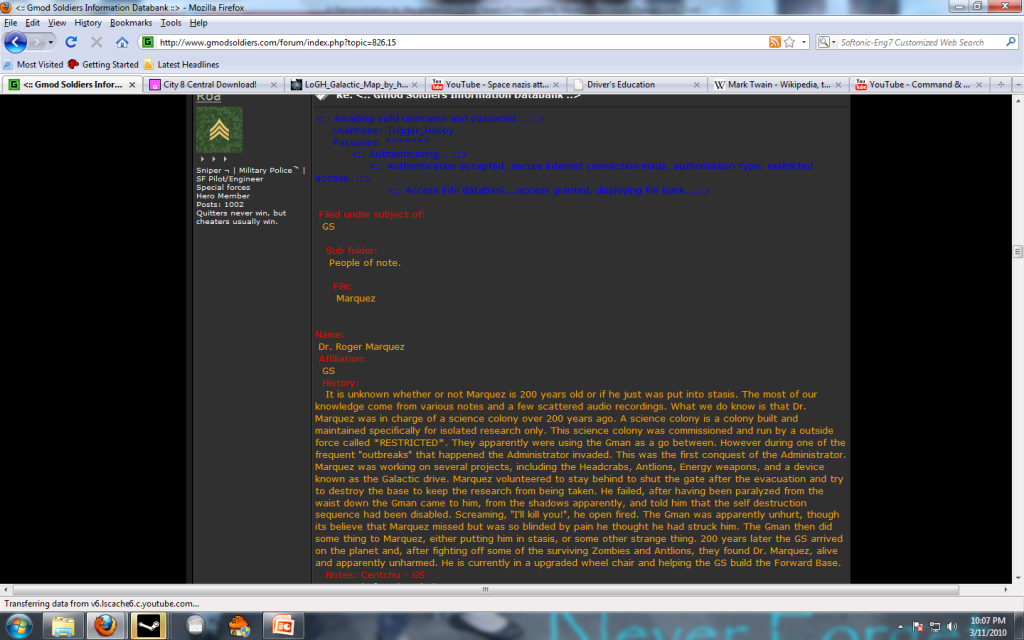 <:: Gmod Soldiers Information Databank ::> - Mozilla Firefox
File Edit View History Bookmarks Tools Help
http://www.gmodsoldiers.com/forum/index.php?topic=826.15
Softonic-Eng7 Customized Web Search
Most Visited Getting Started Latest Headlines
<:: Gmod Soldiers Infor... City 8 Central Download! LoGH_Galactic_Map_by_h... YouTube - Space nazis att... Driver's Education Mark Twain - Wikipedia, t... YouTube - Command & ...
Roa
Re: <:: Gmod Soldiers Information Databank ::>
Sniper ¬ | Military Police~ |
SF Pilot/Engineer
Special forces
Hero Member
Posts: 1002
Quitters never win, but
cheaters usually win.
<:: Awaiting valid username and password... ::>
Username: Trigger_Happy
Password: *******
<:: Authenticating... ::>
<:: Authentication accepted, secure internet connection made, authorization type; restricted
access. ::>
<:: Access info databank...access granted, displaying file bank...::>
Filed under subject of:
GS
Sub folder:
People of note.
File:
Marquez
Name:
Dr. Roger Marquez
Affiliation:
GS
History:
It is unknown whether or not Marquez is 200 years old or if he just was put into stasis. The most of our
knowledge come from various notes and a few scattered audio recordings. What we do know is that Dr.
Marquez was in charge of a science colony over 200 years ago. A science colony is a colony built and
maintained specifically for isolated research only. This science colony was commissioned and run by a outside
force called *RESTRICTED*. They apparently were using the Gman as a go between. However during one of the
frequent "outbreaks" that happened the Administrator invaded. This was the first conquest of the Administrator.
Marquez was working on several projects, including the Headcrabs, Antlions, Energy weapons, and a device
known as the Galactic drive. Marquez volunteered to stay behind to shut the gate after the evacuation and try
to destroy the base to keep the research from being taken. He failed, after having been paralyzed from the
waist down the Gman came to him, from the shadows apparently, and told him that the self destruction
sequence had been disabled. Screaming, "I'll kill you!", he open fired. The Gman was apparently unhurt, though
its believe that Marquez missed but was so blinded by pain he thought he had struck him. The Gman then did
some thing to Marquez, either putting him in stasis, or some other strange thing. 200 years later the GS arrived
on the planet and, after fighting off some of the surviving Zombies and Antlions, they found Dr. Marquez, alive
and apparently unharmed. He is currently in a upgraded wheel chair and helping the GS build the Forward Base.
Notes: Centchu - GS
Transferring data from v6.lscache6.c.youtube.com...
Never For
10:07 PM
3/11/2010